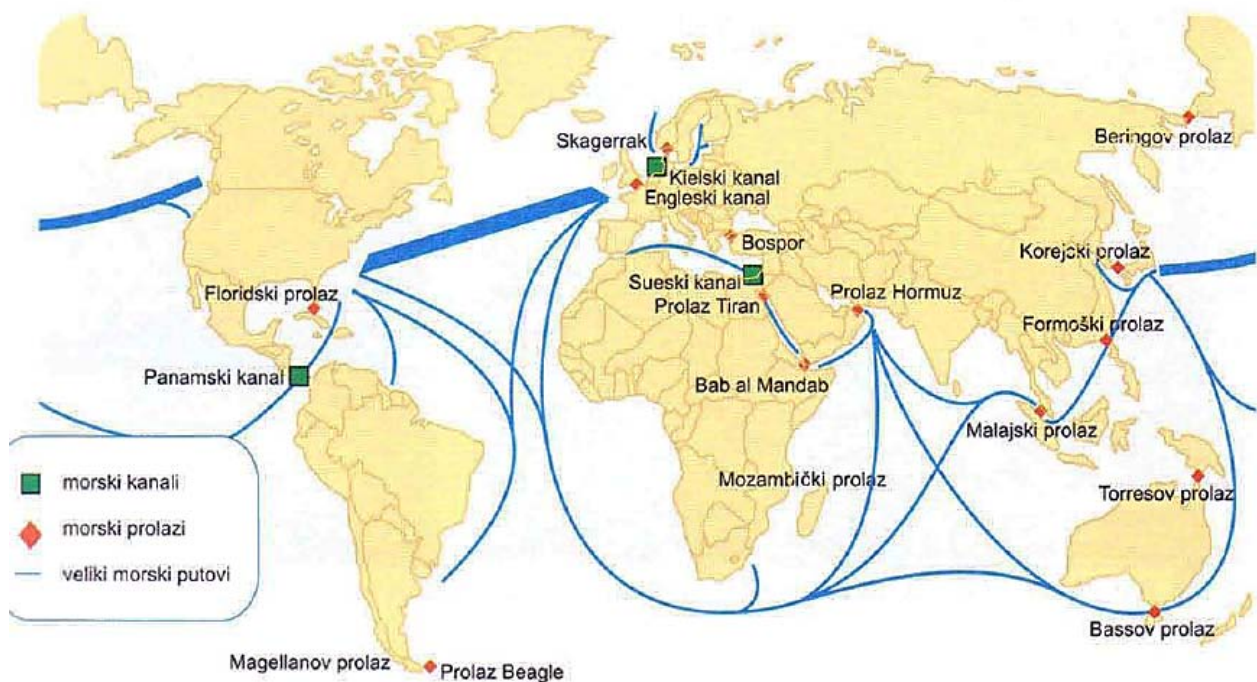 Beringov prolaz
Skagerrak
Kielski kanal
Engleski kanal
Bospor
Korejcki prolaz
Sueski kanal
Floridski prolaz
Prolaz Tiran
Prolaz Hormuz
Formoški prolaz
Panamski kanal
Bab al Mandab
Malajski prolaz
morski kanali
Mozambički prolaz
Torresov prolaz
morski prolazi
veliki morski putovi
Bassov prolaz
Magellanov prolaz
Prolaz Beagle